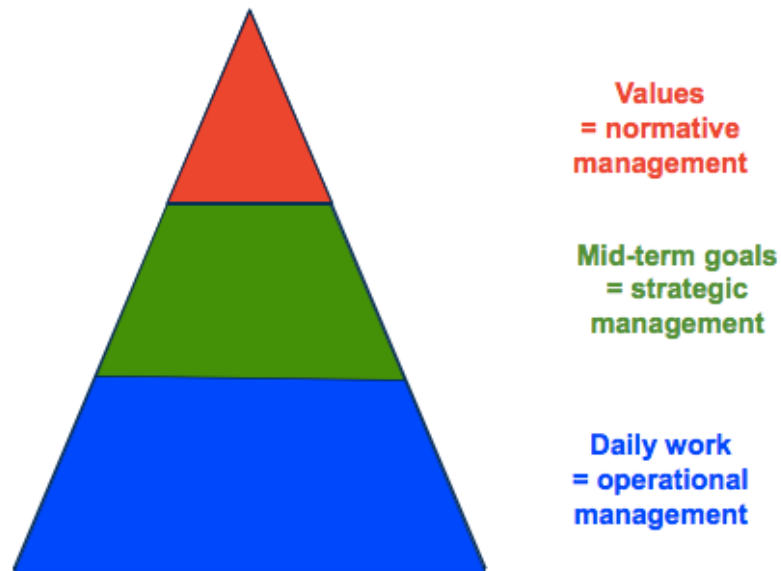 Values
= normative
management
Mid-term goals
= strategic
management
Daily work
= operational
management